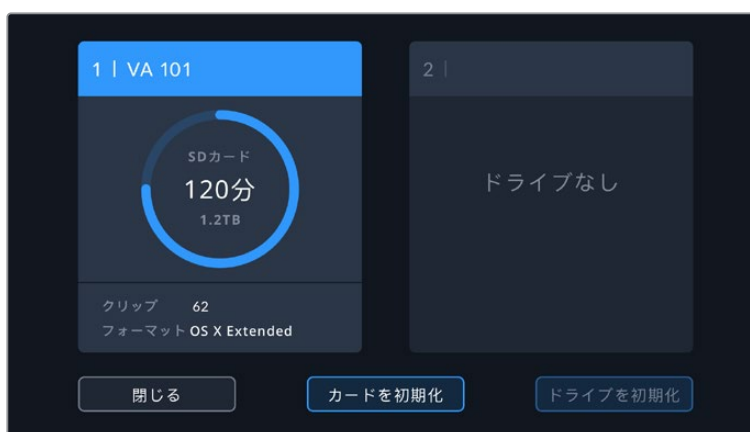 1 | VA 101
SDカード
120分
1.2TB
クリップ 62
フォーマット OS X Extended
2 |
ドライブなし
閉じる
カードを初期化
ドライブを初期化